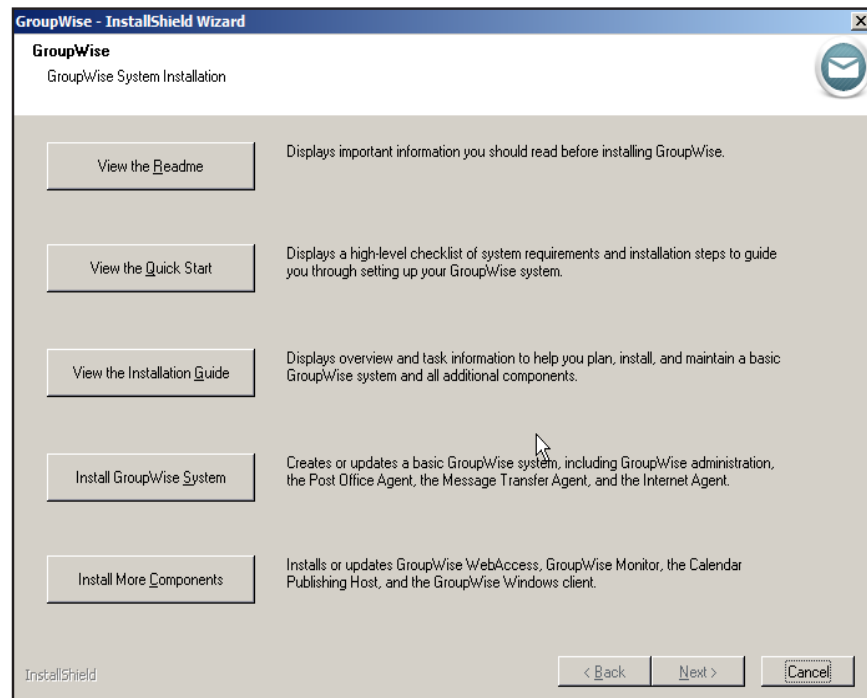 GroupWise - InstallShield Wizard
GroupWise
GroupWise System Installation
View the Readme
Displays important information you should read before installing GroupWise.
View the Quick Start
Displays a high-level checklist of system requirements and installation steps to guide
you through setting up your GroupWise system.
View the Installation Guide
Displays overview and task information to help you plan, install, and maintain a basic
GroupWise system and all additional components.
Install GroupWise System
Creates or updates a basic GroupWise system, including GroupWise administration,
the Post Office Agent, the Message Transfer Agent, and the Internet Agent.
Install More Components
Installs or updates GroupWise WebAccess, GroupWise Monitor, the Calendar
Publishing Host, and the GroupWise Windows client.
InstallShield
< Back
Next >
Cancel